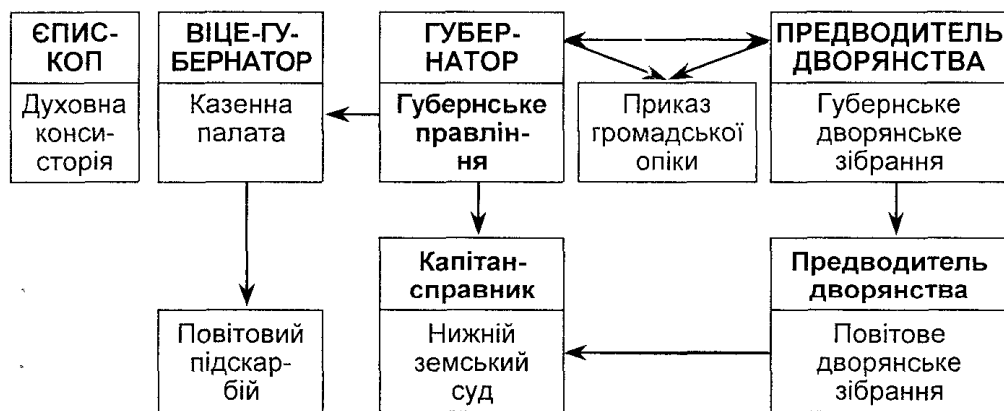 ЄПИС-
КОП
Духовна
конси-
сторія
ВІЦЕ-ГУ-
БЕРНАТОР
Казенна
палата
ГУБЕР-
НАТОР
Губернське
правлін-
ня
Приказ
громадської
опіки
ПРЕДВОДИТЕЛЬ
ДВОРЯНСТВА
Губернське
дворянське
зібрання
Повітовий
підскар-
бій
Капітан-
справник
Нижній
земський
суд
Предводитель
дворянства
Повітове
дворянське
зібрання